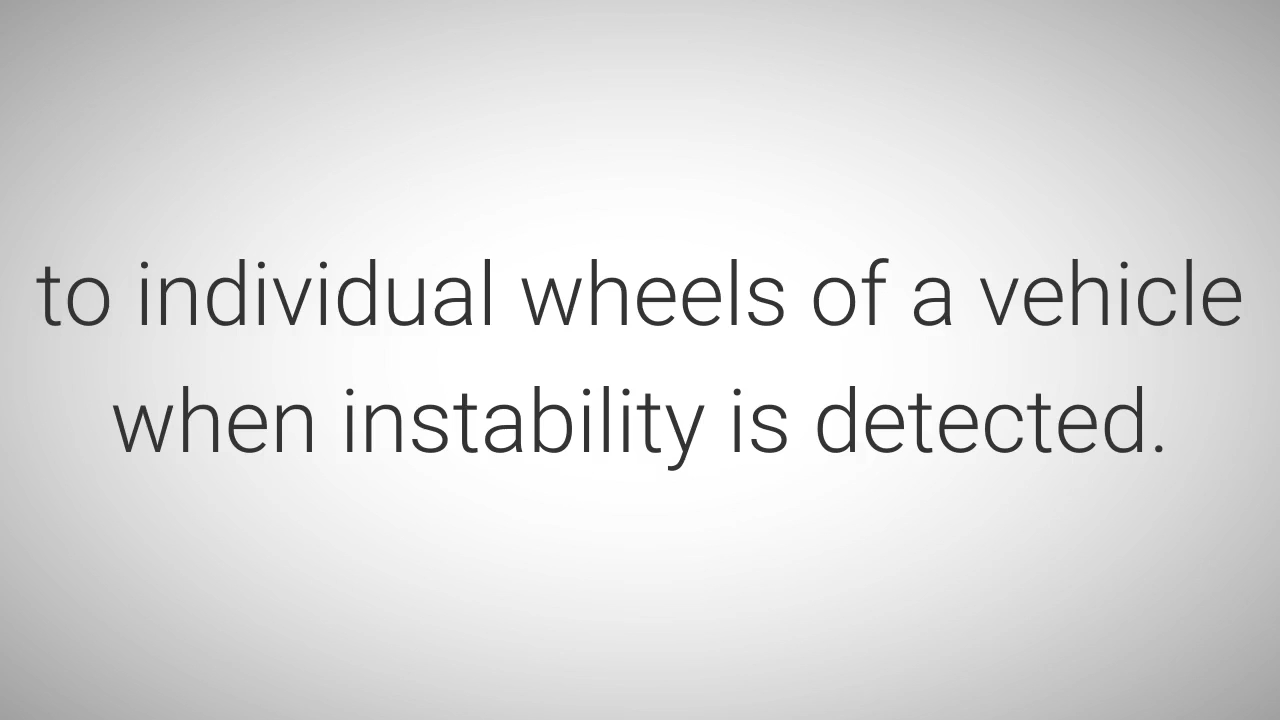 to individual wheels of a vehicle
when instability is detected.